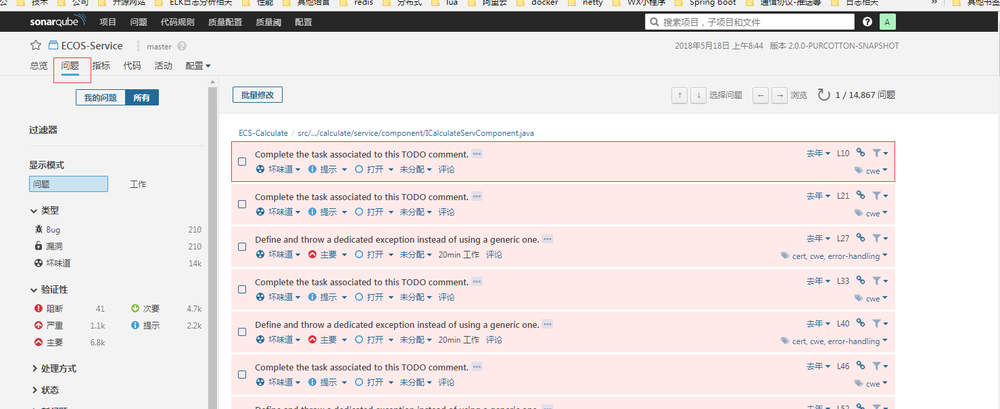 公 技术 公司 开源网站 ELK日志分析相关 性能 其他语言 redis 分布式 lua 阿里云 docker netty WX小程序 Spring boot 通信协议-推送等 日志相关 » 其他书签
sonarqube 项目 问题 代码规则 质量配置 质量阈 配置 搜索项目，子项目和文件 ? A
ECOS-Service master ? 2018年5月18日 上午8:44 版本 2.0.0-PURCOTTON-SNAPSHOT
总览 问题 指标 代码 活动 配置
我的问题 所有
批量修改 ↑ ↓ 选择问题 ← → 浏览 1 / 14,867 问题
过滤器
显示模式
问题 工作
类型
Bug 210
漏洞 210
坏味道 14k
验证性
阻断 41 次要 4.7k
严重 1.1k 提示 2.2k
主要 6.8k
处理方式
状态
新问题
ECS-Calculate / src/.../calculate/service/component/ICalculateServComponent.java
Complete the task associated to this TODO comment. ••• 去年 L10
坏味道 提示 打开 未分配 评论 cwe
Complete the task associated to this TODO comment. ••• 去年 L21
坏味道 提示 打开 未分配 评论 cwe
Define and throw a dedicated exception instead of using a generic one. ••• 去年 L27
坏味道 主要 打开 未分配 20min 工作 评论 cert, cwe, error-handling
Complete the task associated to this TODO comment. ••• 去年 L33
坏味道 提示 打开 未分配 评论 cwe
Define and throw a dedicated exception instead of using a generic one. ••• 去年 L40
坏味道 主要 打开 未分配 20min 工作 评论 cert, cwe, error-handling
Complete the task associated to this TODO comment. ••• 去年 L46
坏味道 提示 打开 未分配 评论 cwe
Define and throw a dedicated exception instead of using a generic one. ••• 去年 L52